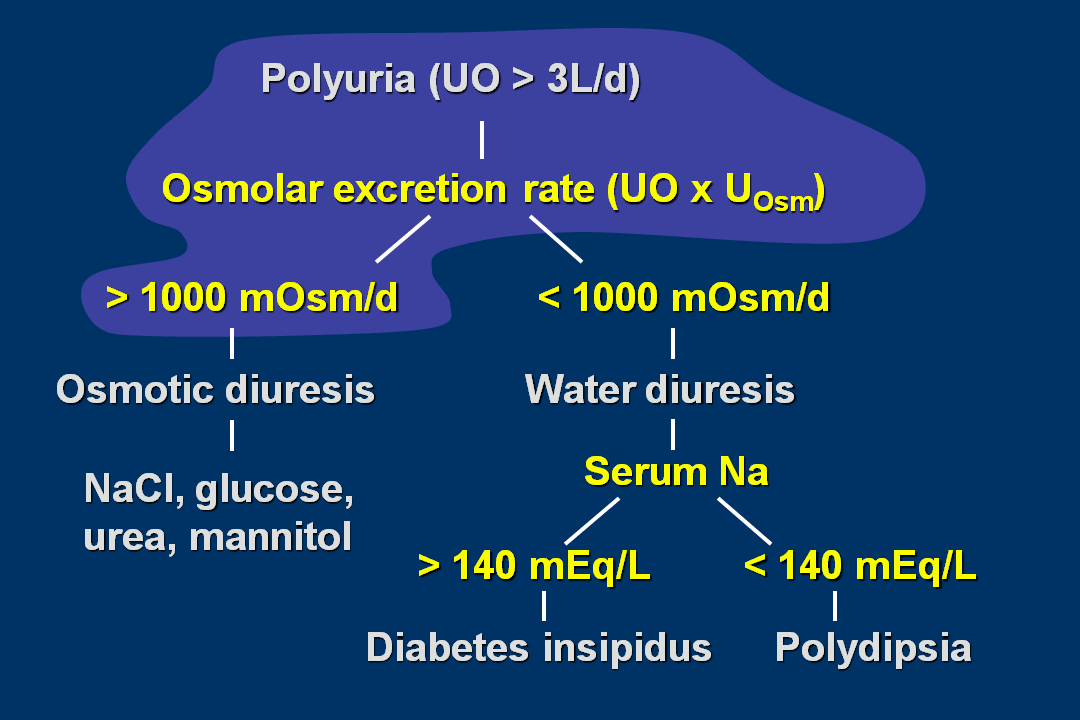 Polyuria (UO > 3L/d)
Osmolar excretion rate (UO x UOsm)
> 1000 mOsm/d
< 1000 mOsm/d
Osmotic diuresis
Water diuresis
NaCl, glucose,
urea, mannitol
Serum Na
> 140 mEq/L
< 140 mEq/L
Diabetes insipidus
Polydipsia